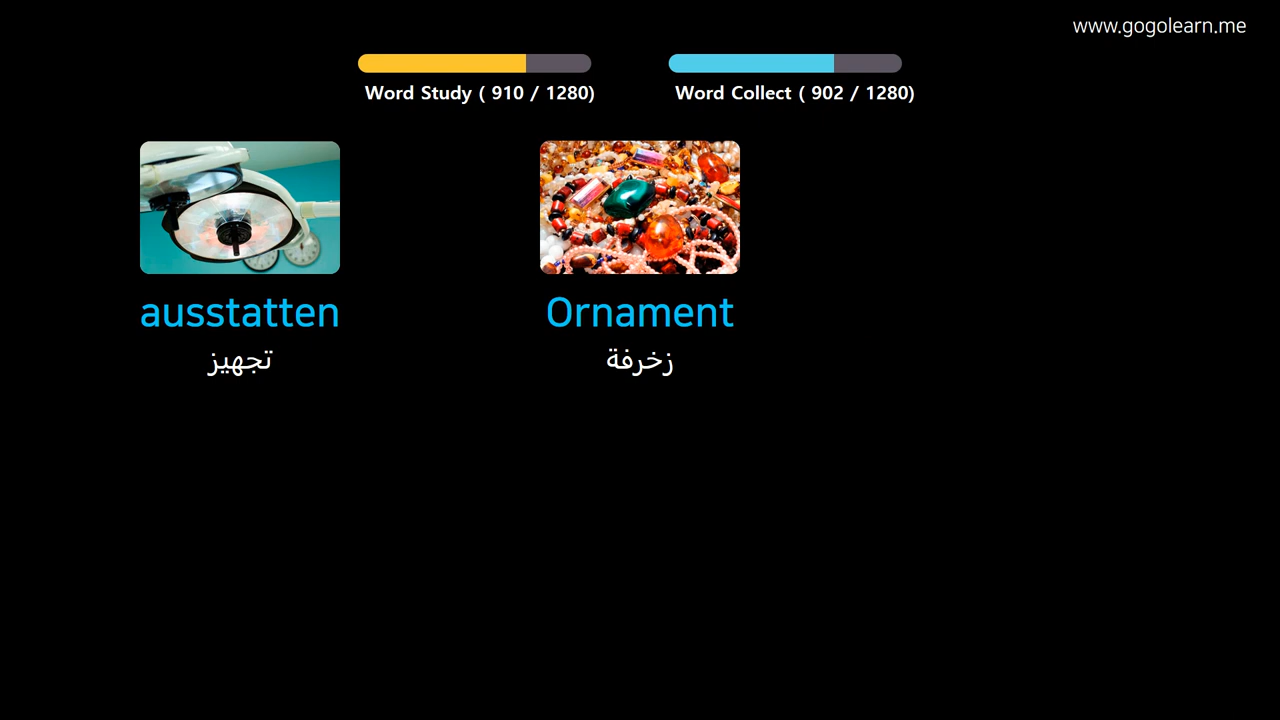 www.gogolearn.me
Word Study ( 910 / 1280)
Word Collect ( 902 / 1280)
ausstatten
تجهيز
Ornament
زخرفة